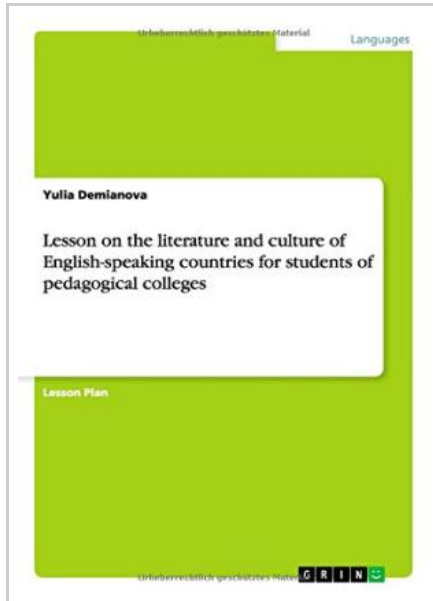 Urheberrechtlich geschütztes Material
Languages
Yulia Demianova
Lesson on the literature and culture of
English-speaking countries for students of
pedagogical colleges
Lesson Plan
Urheberrechtlich geschütztes
GRIN